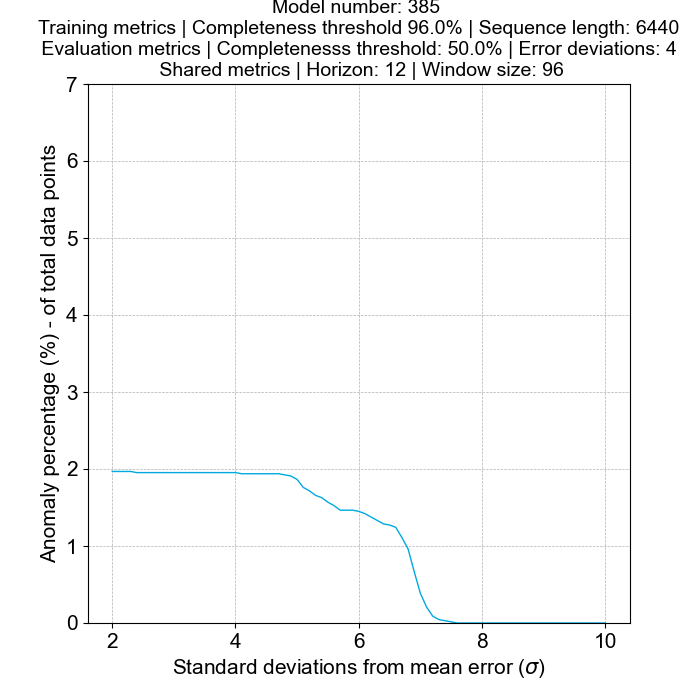 Model number: 385
Training metrics | Completeness threshold 96.0% | Sequence length: 6440
Evaluation metrics | Completenesss threshold: 50.0% | Error deviations: 4
Shared metrics | Horizon: 12 | Window size: 96
7
6
5
4
3
2
1
0
Anomaly percentage (%) - of total data points
2 4 6 8 10
Standard deviations from mean error (σ)